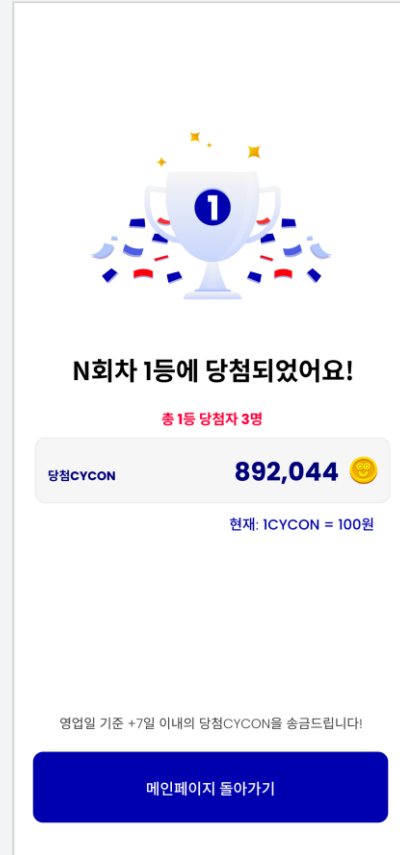 1
N회차 1등에 당첨되었어요!
총 1등 당첨자 3명
당첨CYCON 892,044
현재: 1CYCON = 100원
영업일 기준 +7일 이내의 당첨CYCON을 송금드립니다!
메인페이지 돌아가기